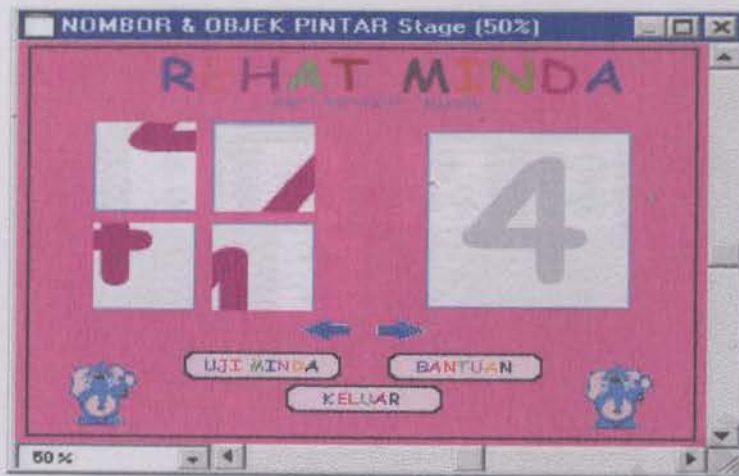 NOMBOR & OBJEK PINTAR Stage (50%)
REHAT MINDA
4
UJI MINDA
BANTUAN
KELUAR
50 %